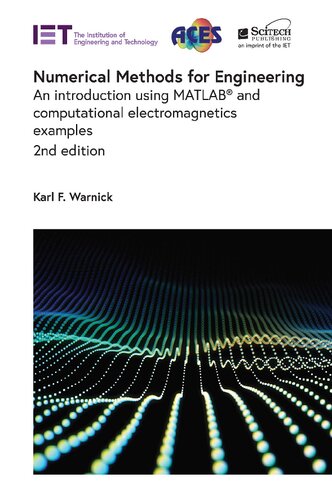 IET The Institution of
Engineering and Technology
ACES
SCITECH
PUBLISHING
an imprint of the IET
Numerical Methods for Engineering
An introduction using MATLAB® and
computational electromagnetics
examples
2nd edition
Karl F. Warnick